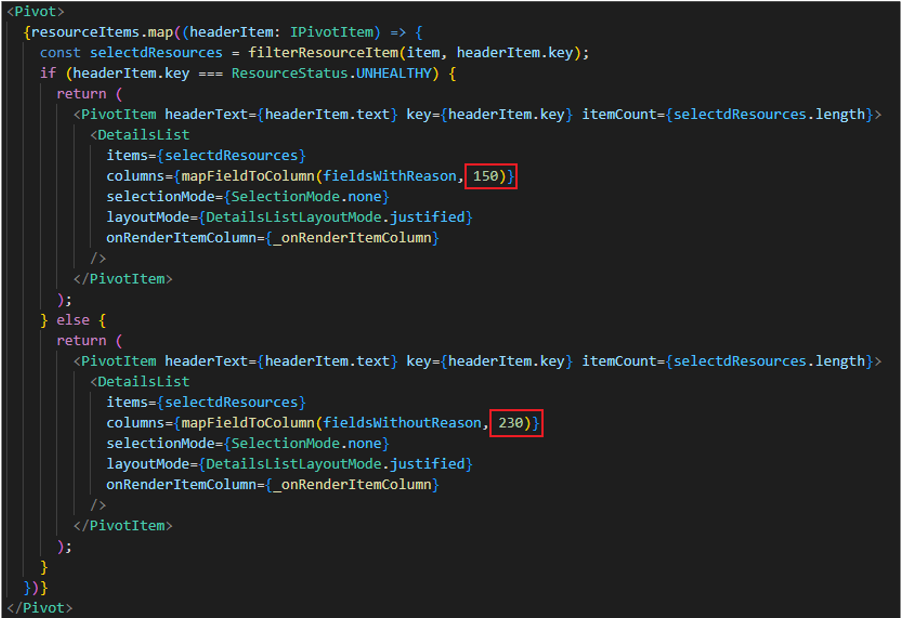 <Pivot>
{resourceItems.map((headerItem: IPivotItem) => {
const selectdResources = filterResourceItem(item, headerItem.key);
if (headerItem.key === ResourceStatus.UNHEALTHY) {
return (
<PivotItem headerText={headerItem.text} key={headerItem.key} itemCount={selectdResources.length}>
<DetailsList
items={selectdResources}
columns={mapFieldToColumn(fieldsWithReason, 150)}
selectionMode={SelectionMode.none}
layoutMode={DetailsListLayoutMode.justified}
onRenderItemColumn={_onRenderItemColumn}
/>
</PivotItem>
);
} else {
return (
<PivotItem headerText={headerItem.text} key={headerItem.key} itemCount={selectdResources.length}>
<DetailsList
items={selectdResources}
columns={mapFieldToColumn(fieldsWithoutReason, 230)}
selectionMode={SelectionMode.none}
layoutMode={DetailsListLayoutMode.justified}
onRenderItemColumn={_onRenderItemColumn}
/>
</PivotItem>
);
}
})}
</Pivot>